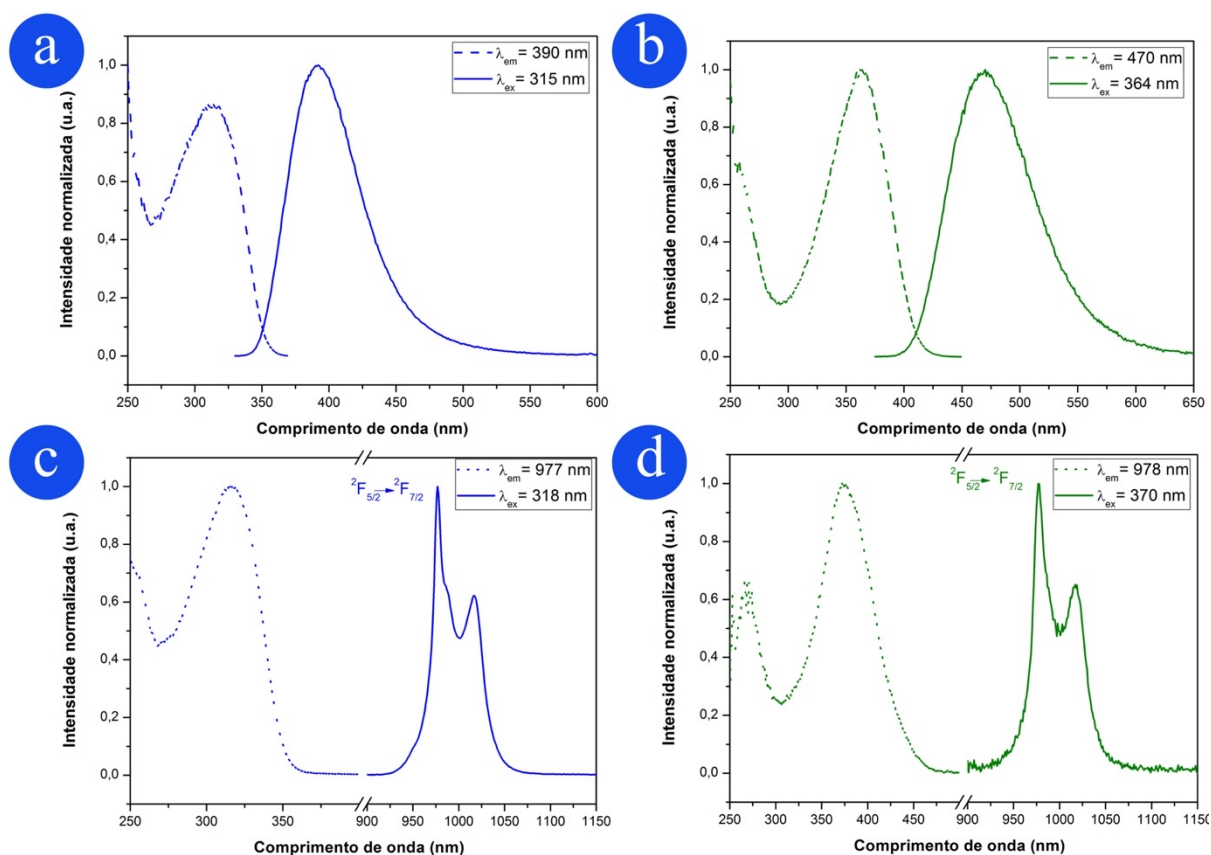 a
λem= 390 nm
λex= 315 nm
1,0
0,8
0,6
0,4
0,2
0,0
Intensidade normalizada (u.a.)
250 300 350 400 450 500 550 600
Comprimento de onda (nm)
b
λem= 470 nm
λex= 364 nm
1,0
0,8
0,6
0,4
0,2
0,0
Intensidade normalizada (u.a.)
250 300 350 400 450 500 550 600 650
Comprimento de onda (nm)
c
²F5/2→²F7/2
λem= 977 nm
λex= 318 nm
1,0
0,8
0,6
0,4
0,2
0,0
Intensidade normalizada (u.a.)
250 300 350 900 950 1000 1050 1100 1150
Comprimento de onda (nm)
d
²F5/2→²F7/2
λem= 978 nm
λex= 370 nm
1,0
0,8
0,6
0,4
0,2
0,0
Intensidade normalizada (u.a.)
250 300 350 400 450 900 950 1000 1050 1100 1150
Comprimento de onda (nm)